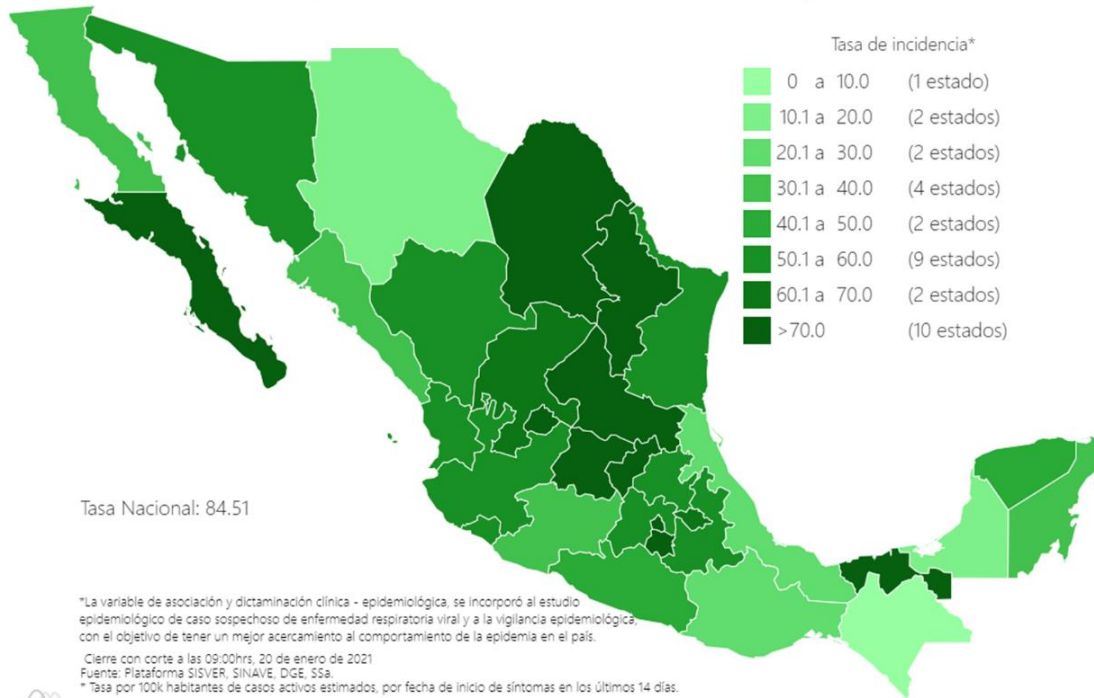 Tasa de incidencia*
0 a 10.0 (1 estado)
10.1 a 20.0 (2 estados)
20.1 a 30.0 (2 estados)
30.1 a 40.0 (4 estados)
40.1 a 50.0 (2 estados)
50.1 a 60.0 (9 estados)
60.1 a 70.0 (2 estados)
>70.0 (10 estados)
Tasa Nacional: 84.51
*La variable de asociación y dictaminación clínica - epidemiológica, se incorporó al estudio
epidemiológico de caso sospechoso de enfermedad respiratoria viral y a la vigilancia epidemiológica,
con el objetivo de tener un mejor acercamiento al comportamiento de la epidemia en el país.
Cierre con corte a las 09:00hrs, 20 de enero de 2021
Fuente: Plataforma SISVER, SINAVE, DGE, SSa.
* Tasa por 100k habitantes de casos activos estimados, por fecha de inicio de síntomas en los últimos 14 días.